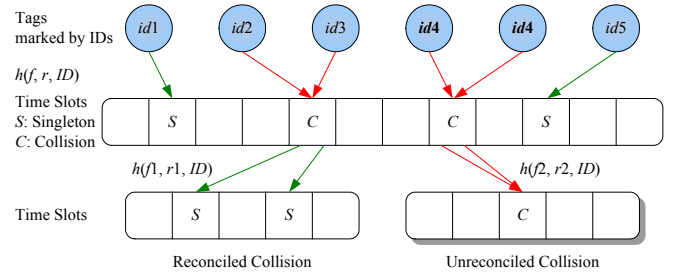 Tags
marked by IDs
id1 id2 id3 id4 id4 id5
h(f, r, ID)
Time Slots
S: Singleton
C: Collision
S C C S
h(f1, r1, ID) h(f2, r2, ID)
Time Slots
S S C
Reconciled Collision Unreconciled Collision